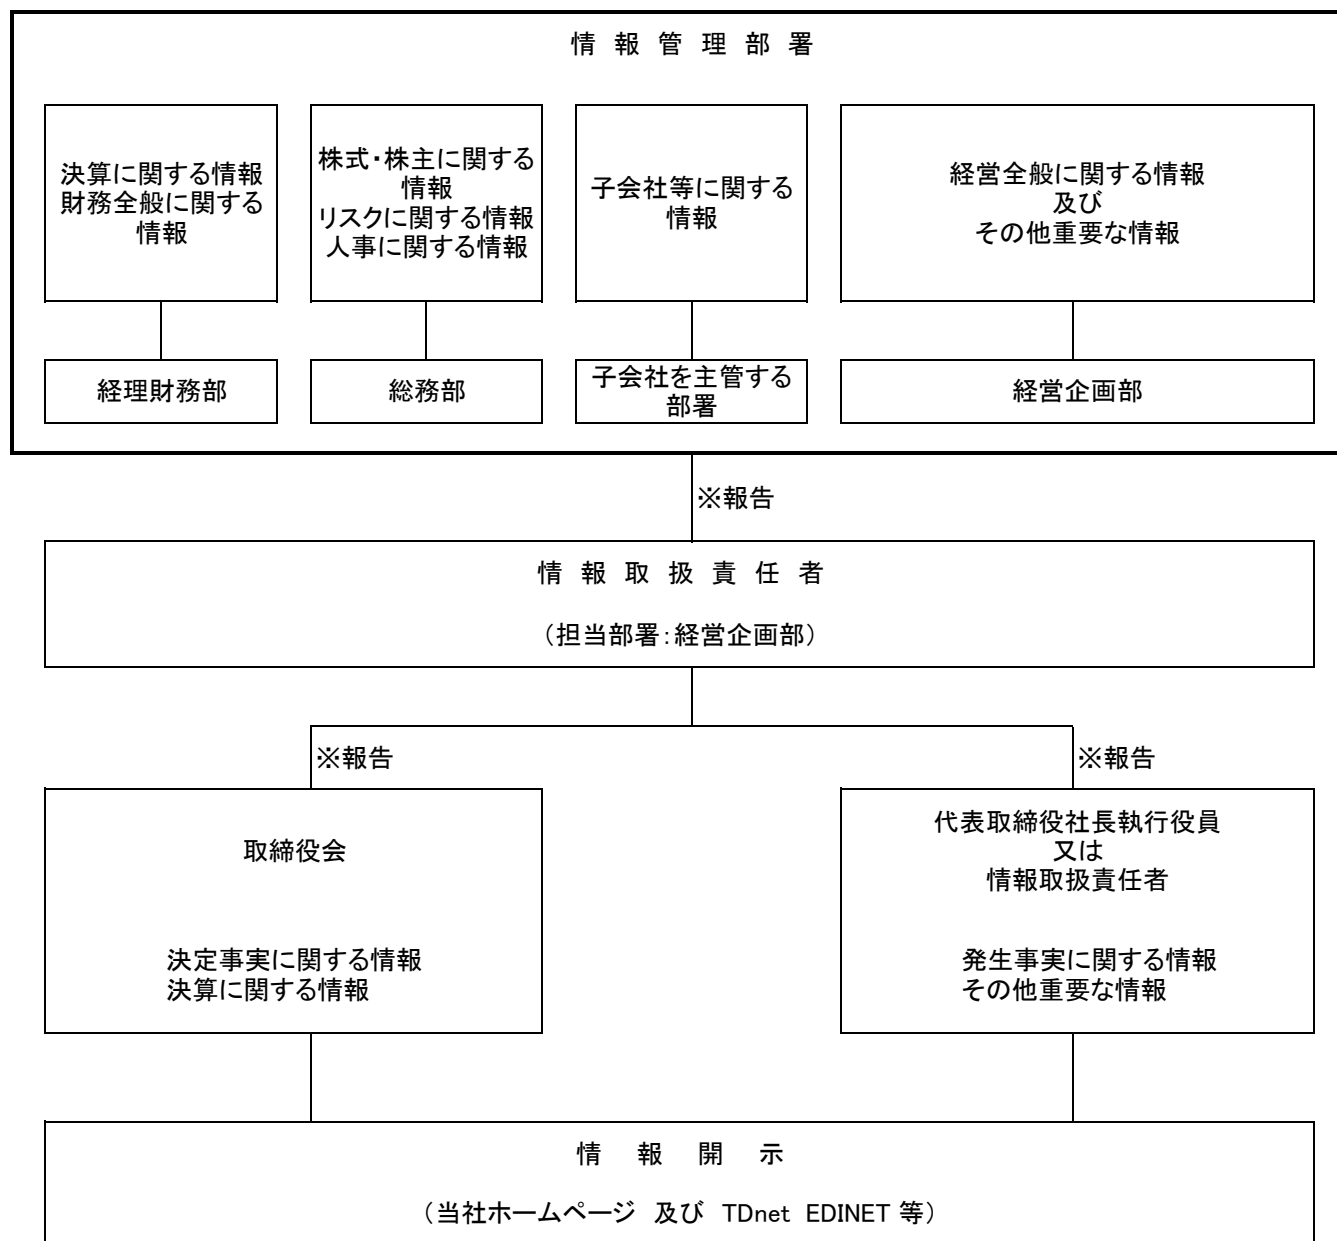 情 報 管 理 部 署
決算に関する情報
財務全般に関する
情報
株式・株主に関する
情報
リスクに関する情報
人事に関する情報
子会社等に関する
情報
経営全般に関する情報
及び
その他重要な情報
経理財務部
総務部
子会社を主管する
部署
経営企画部
※報告
情 報 取 扱 責 任 者
（担当部署：経営企画部）
※報告
※報告
取締役会
決定事実に関する情報
決算に関する情報
代表取締役社長執行役員
又は
情報取扱責任者
発生事実に関する情報
その他重要な情報
情 報 開 示
（当社ホームページ 及び TDnet EDINET 等）